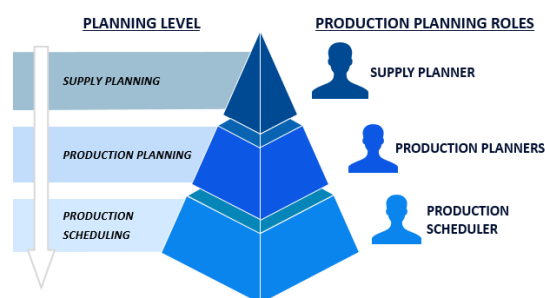 PLANNING LEVEL
PRODUCTION PLANNING ROLES
SUPPLY PLANNING
SUPPLY PLANNER
PRODUCTION PLANNING
PRODUCTION PLANNERS
PRODUCTION
SCHEDULING
PRODUCTION
SCHEDULER